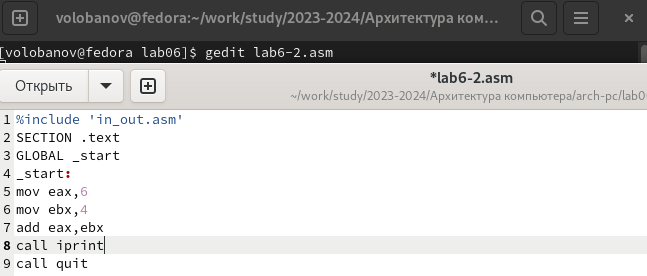 volobanov@fedora:~/work/study/2023-2024/Архитектура ком...
[volobanov@fedora lab06]$ gedit lab6-2.asm
Открыть
*lab6-2.asm
~/work/study/2023-2024/Архитектура компьютера/arch-pc/lab0
1 %include 'in_out.asm'
2 SECTION .text
3 GLOBAL _start
4 _start:
5 mov eax,6
6 mov ebx,4
7 add eax,ebx
8 call iprint
9 call quit